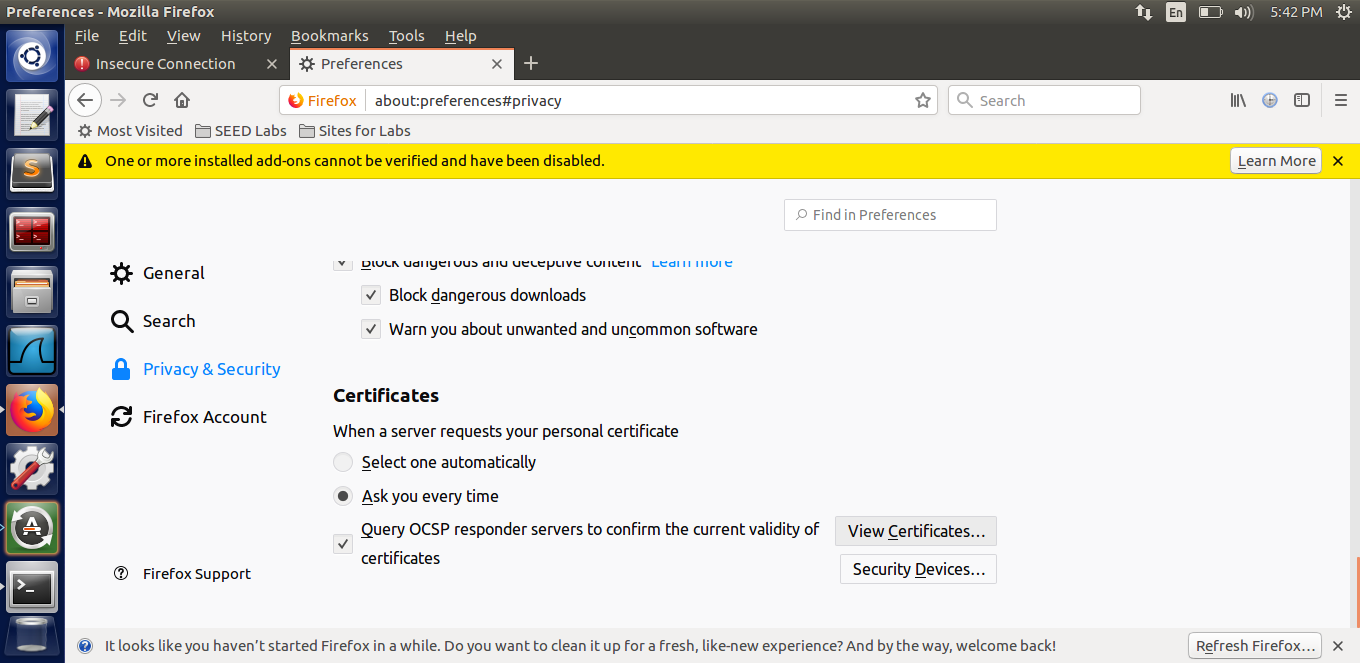 Preferences - Mozilla Firefox
En
5:42 PM
File Edit View History Bookmarks Tools Help
Insecure Connection
Preferences
Firefox
about:preferences#privacy
Search
Most Visited
SEED Labs
Sites for Labs
One or more installed add-ons cannot be verified and have been disabled.
Learn More
Find in Preferences
General
Search
Privacy & Security
Firefox Account
Firefox Support
Block dangerous and deceptive content Learn more
Block dangerous downloads
Warn you about unwanted and uncommon software
Certificates
When a server requests your personal certificate
Select one automatically
Ask you every time
Query OCSP responder servers to confirm the current validity of
certificates
View Certificates...
Security Devices...
It looks like you haven't started Firefox in a while. Do you want to clean it up for a fresh, like-new experience? And by the way, welcome back!
Refresh Firefox...